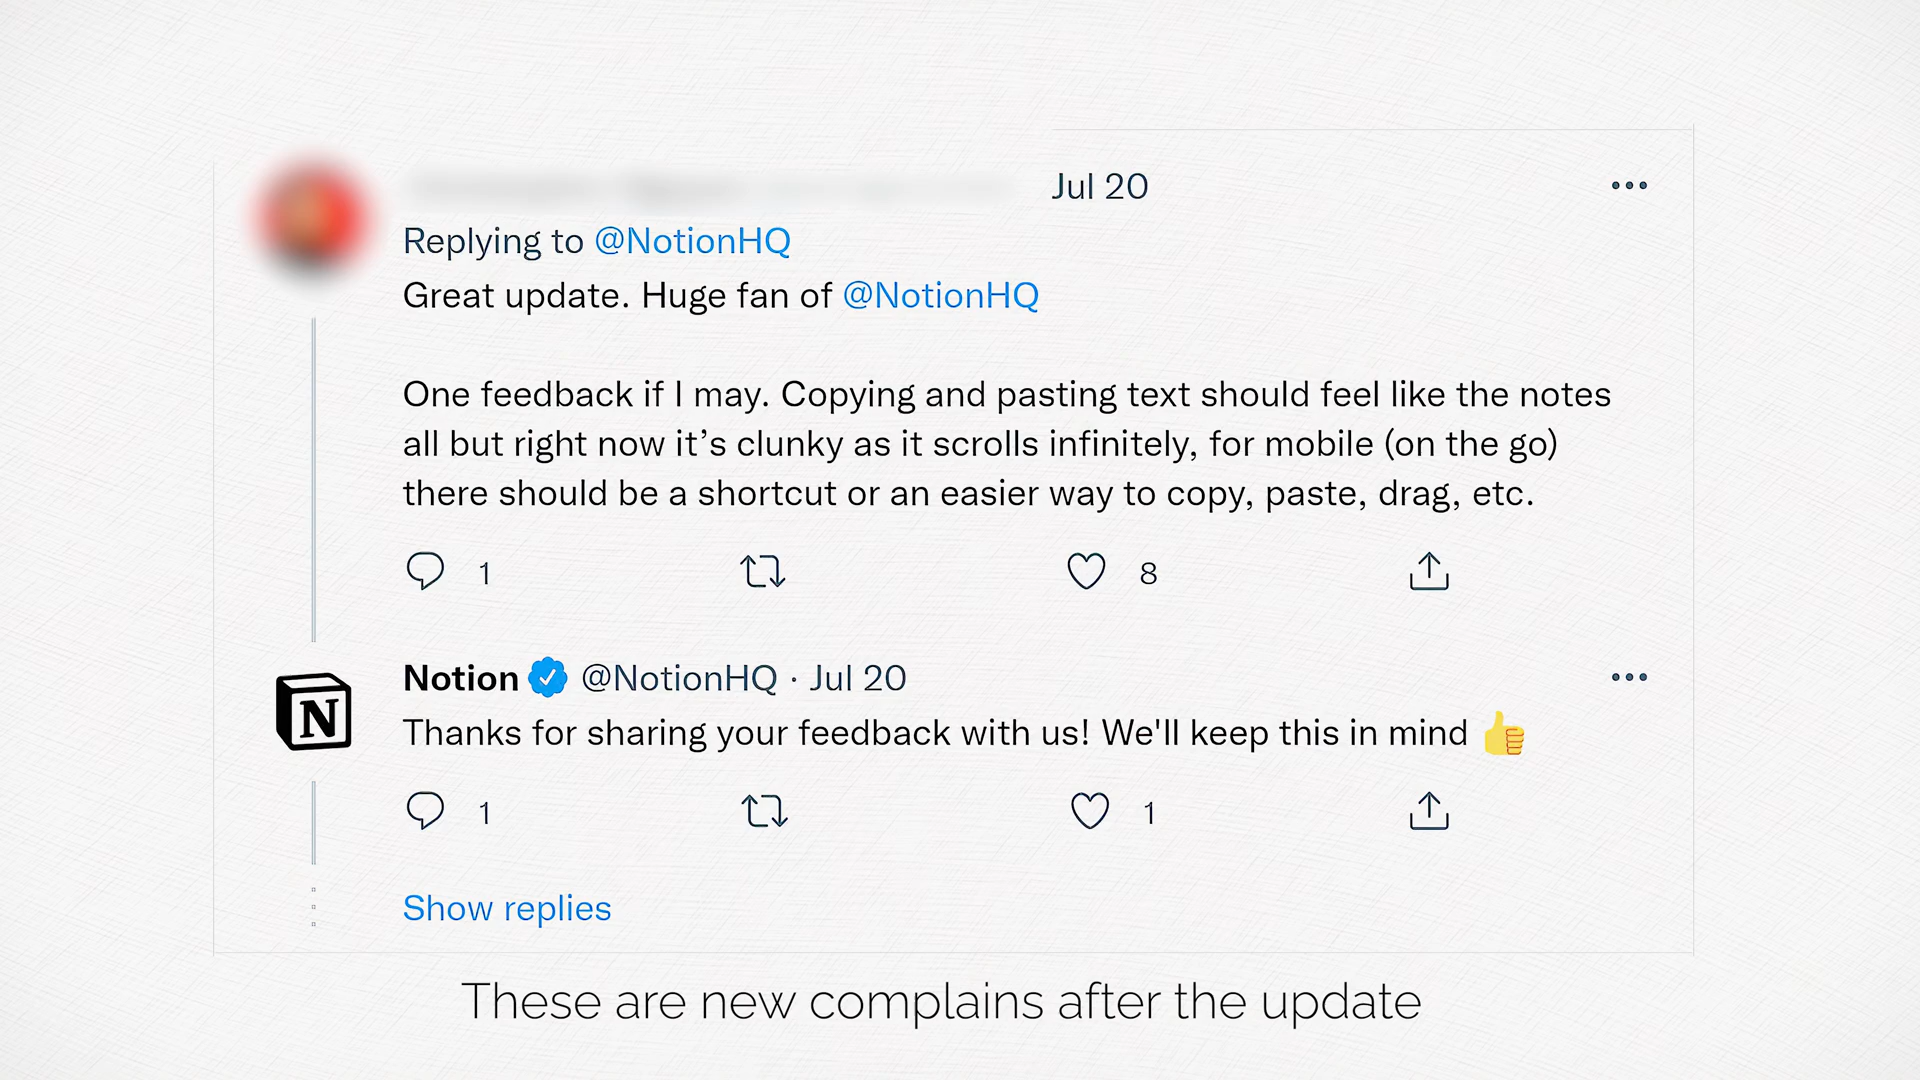 Jul 20
Replying to @NotionHQ
Great update. Huge fan of @NotionHQ
One feedback if I may. Copying and pasting text should feel like the notes
all but right now it’s clunky as it scrolls infinitely, for mobile (on the go)
there should be a shortcut or an easier way to copy, paste, drag, etc.
1 8
N
Notion @NotionHQ · Jul 20
Thanks for sharing your feedback with us! We'll keep this in mind 👍
1 1
Show replies
These are new complains after the update